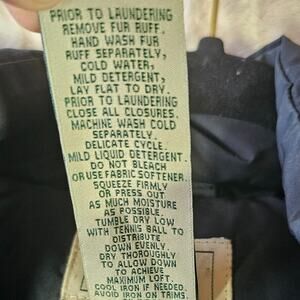 PRIOR TO LAUNDERING
REMOVE FUR RUFF.
HAND WASH FUR
RUFF SEPARATELY,
COLD WATER,
MILD DETERGENT,
LAY FLAT TO DRY.
PRIOR TO LAUNDERING
CLOSE ALL CLOSURES.
MACHINE WASH COLD
SEPARATELY.
DELICATE CYCLE.
MILD LIQUID DETERGENT.
DO NOT BLEACH
OR USE FABRIC SOFTENER.
SQUEEZE FIRMLY
OR PRESS OUT
AS MUCH MOISTURE
AS POSSIBLE.
TUMBLE DRY LOW
WITH TENNIS BALL TO
DISTRIBUTE
DOWN EVENLY.
DRY THOROUGHLY
TO ALLOW DOWN
TO ACHIEVE
MAXIMUM LOFT.
COOL IRON IF NEEDED.
AVOID IRON ON TRIMS.